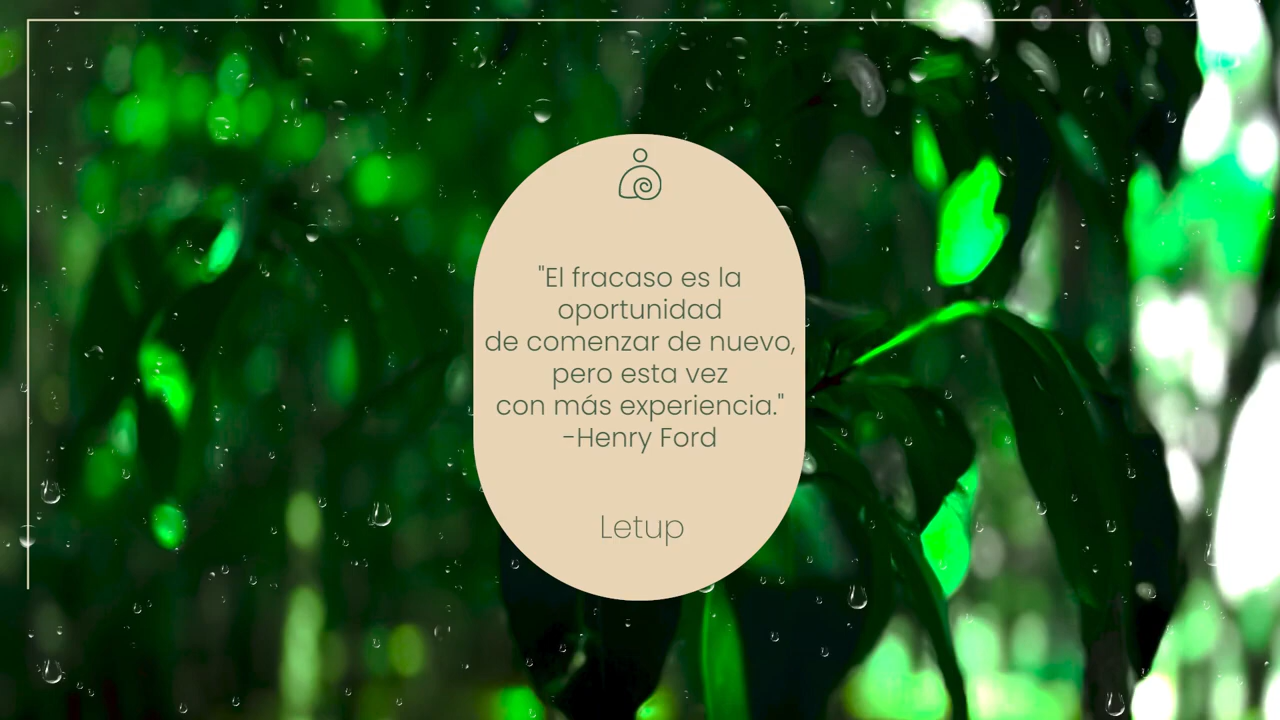 "El fracaso es la
oportunidad
de comenzar de nuevo,
pero esta vez
con más experiencia."
-Henry Ford
Letup